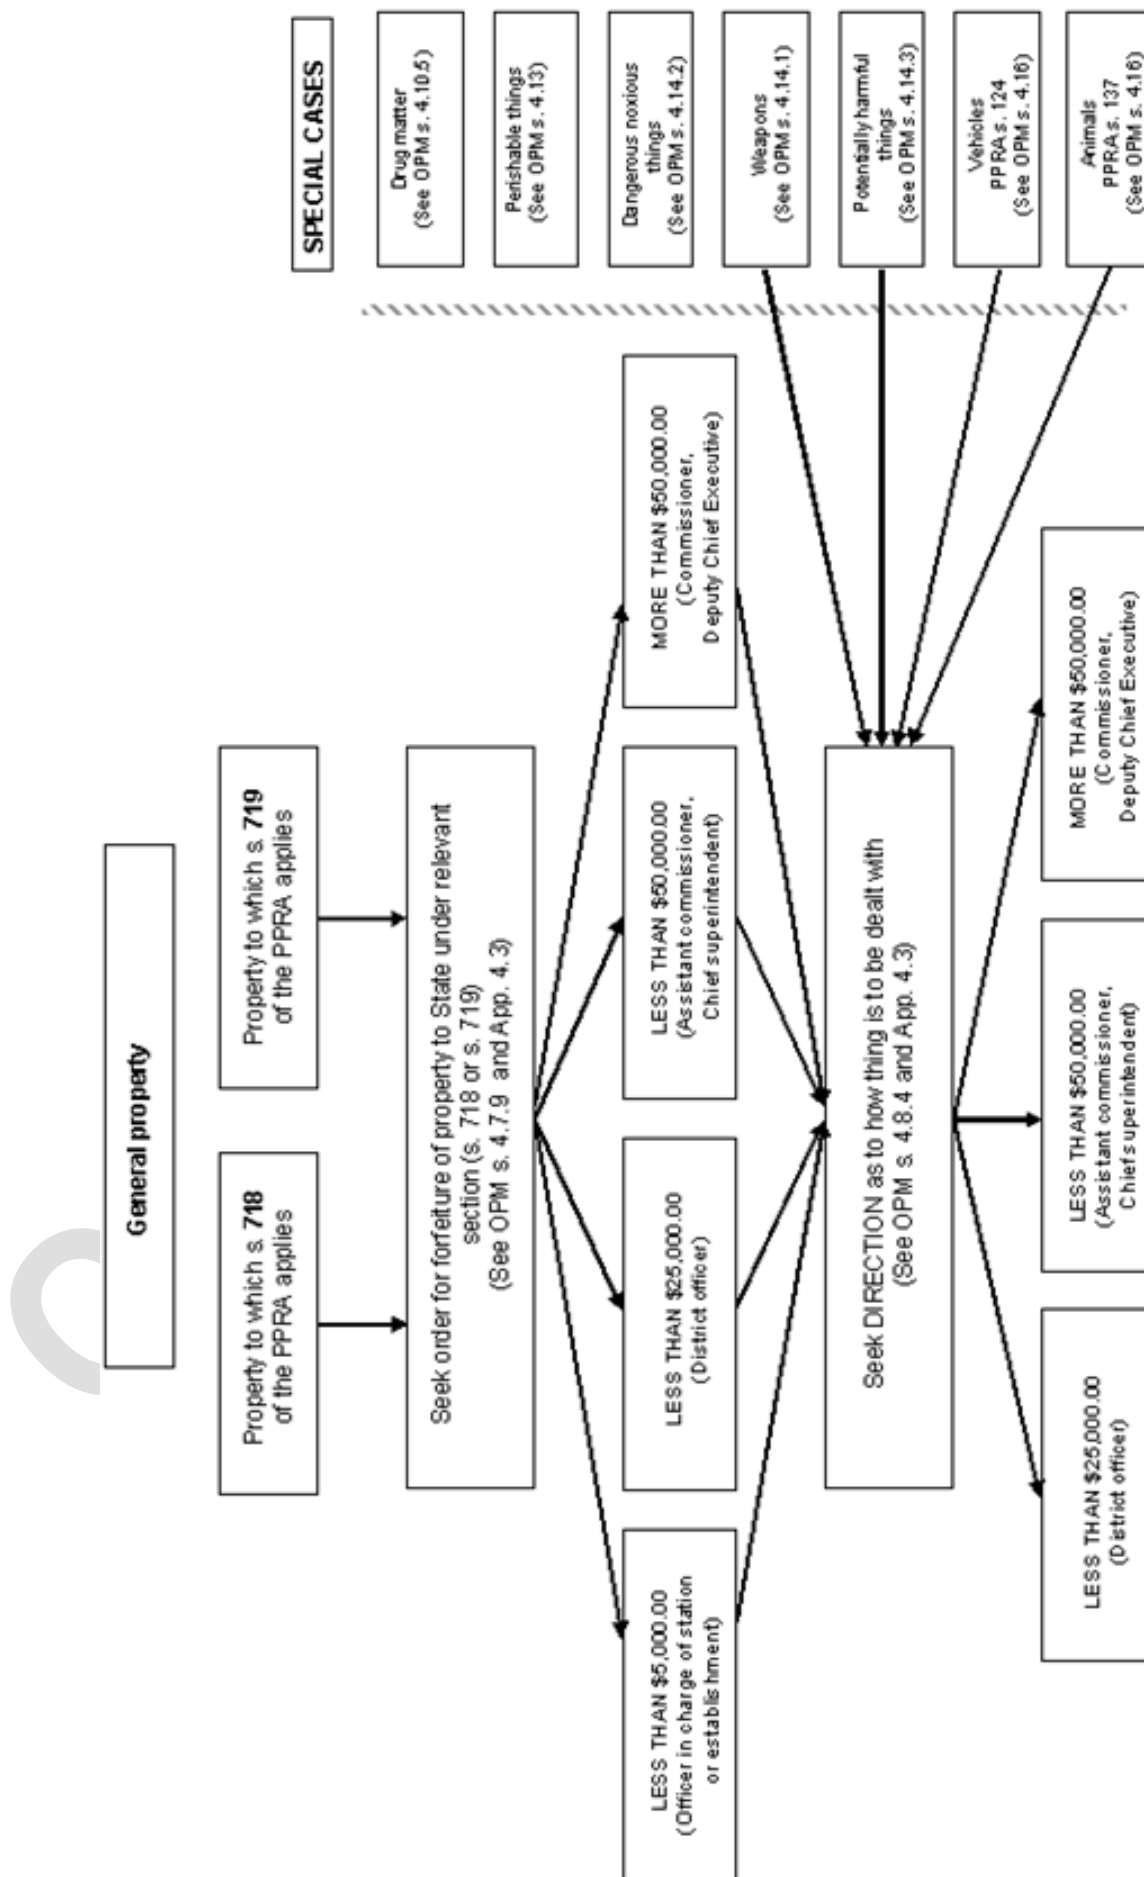 General property
Property to which s. 718
of the PPRA applies
Property to which s. 719
of the PPRA applies
Seek order for forfeiture of property to State under relevant
section (s. 718 or s. 719)
(See OPM s. 4.7.9 and App. 4.3)
LESS THAN $5,000.00
(Officer in charge of station
or establishment)
LESS THAN $25,000.00
(District officer)
LESS THAN $50,000.00
(Assistant commissioner,
Chief superintendent)
MORE THAN $50,000.00
(Commissioner,
Deputy Chief Executive)
Seek DIRECTION as to how thing is to be dealt with
(See OPM s. 4.8.4 and App. 4.3)
LESS THAN $25,000.00
(District officer)
LESS THAN $50,000.00
(Assistant commissioner,
Chief superintendent)
MORE THAN $50,000.00
(Commissioner,
Deputy Chief Executive)
SPECIAL CASES
Drug matter
(See OPM s. 4.10.5)
Perishable things
(See OPM s. 4.13)
Dangerous noxious
things
(See OPM s. 4.14.2)
Weapons
(See OPM s. 4.14.1)
Potentially harmful
things
(See OPM s. 4.14.3)
Vehicles
PPRA s. 124
(See OPM s. 4.16)
Animals
PPRA s. 137
(See OPM s. 4.16)